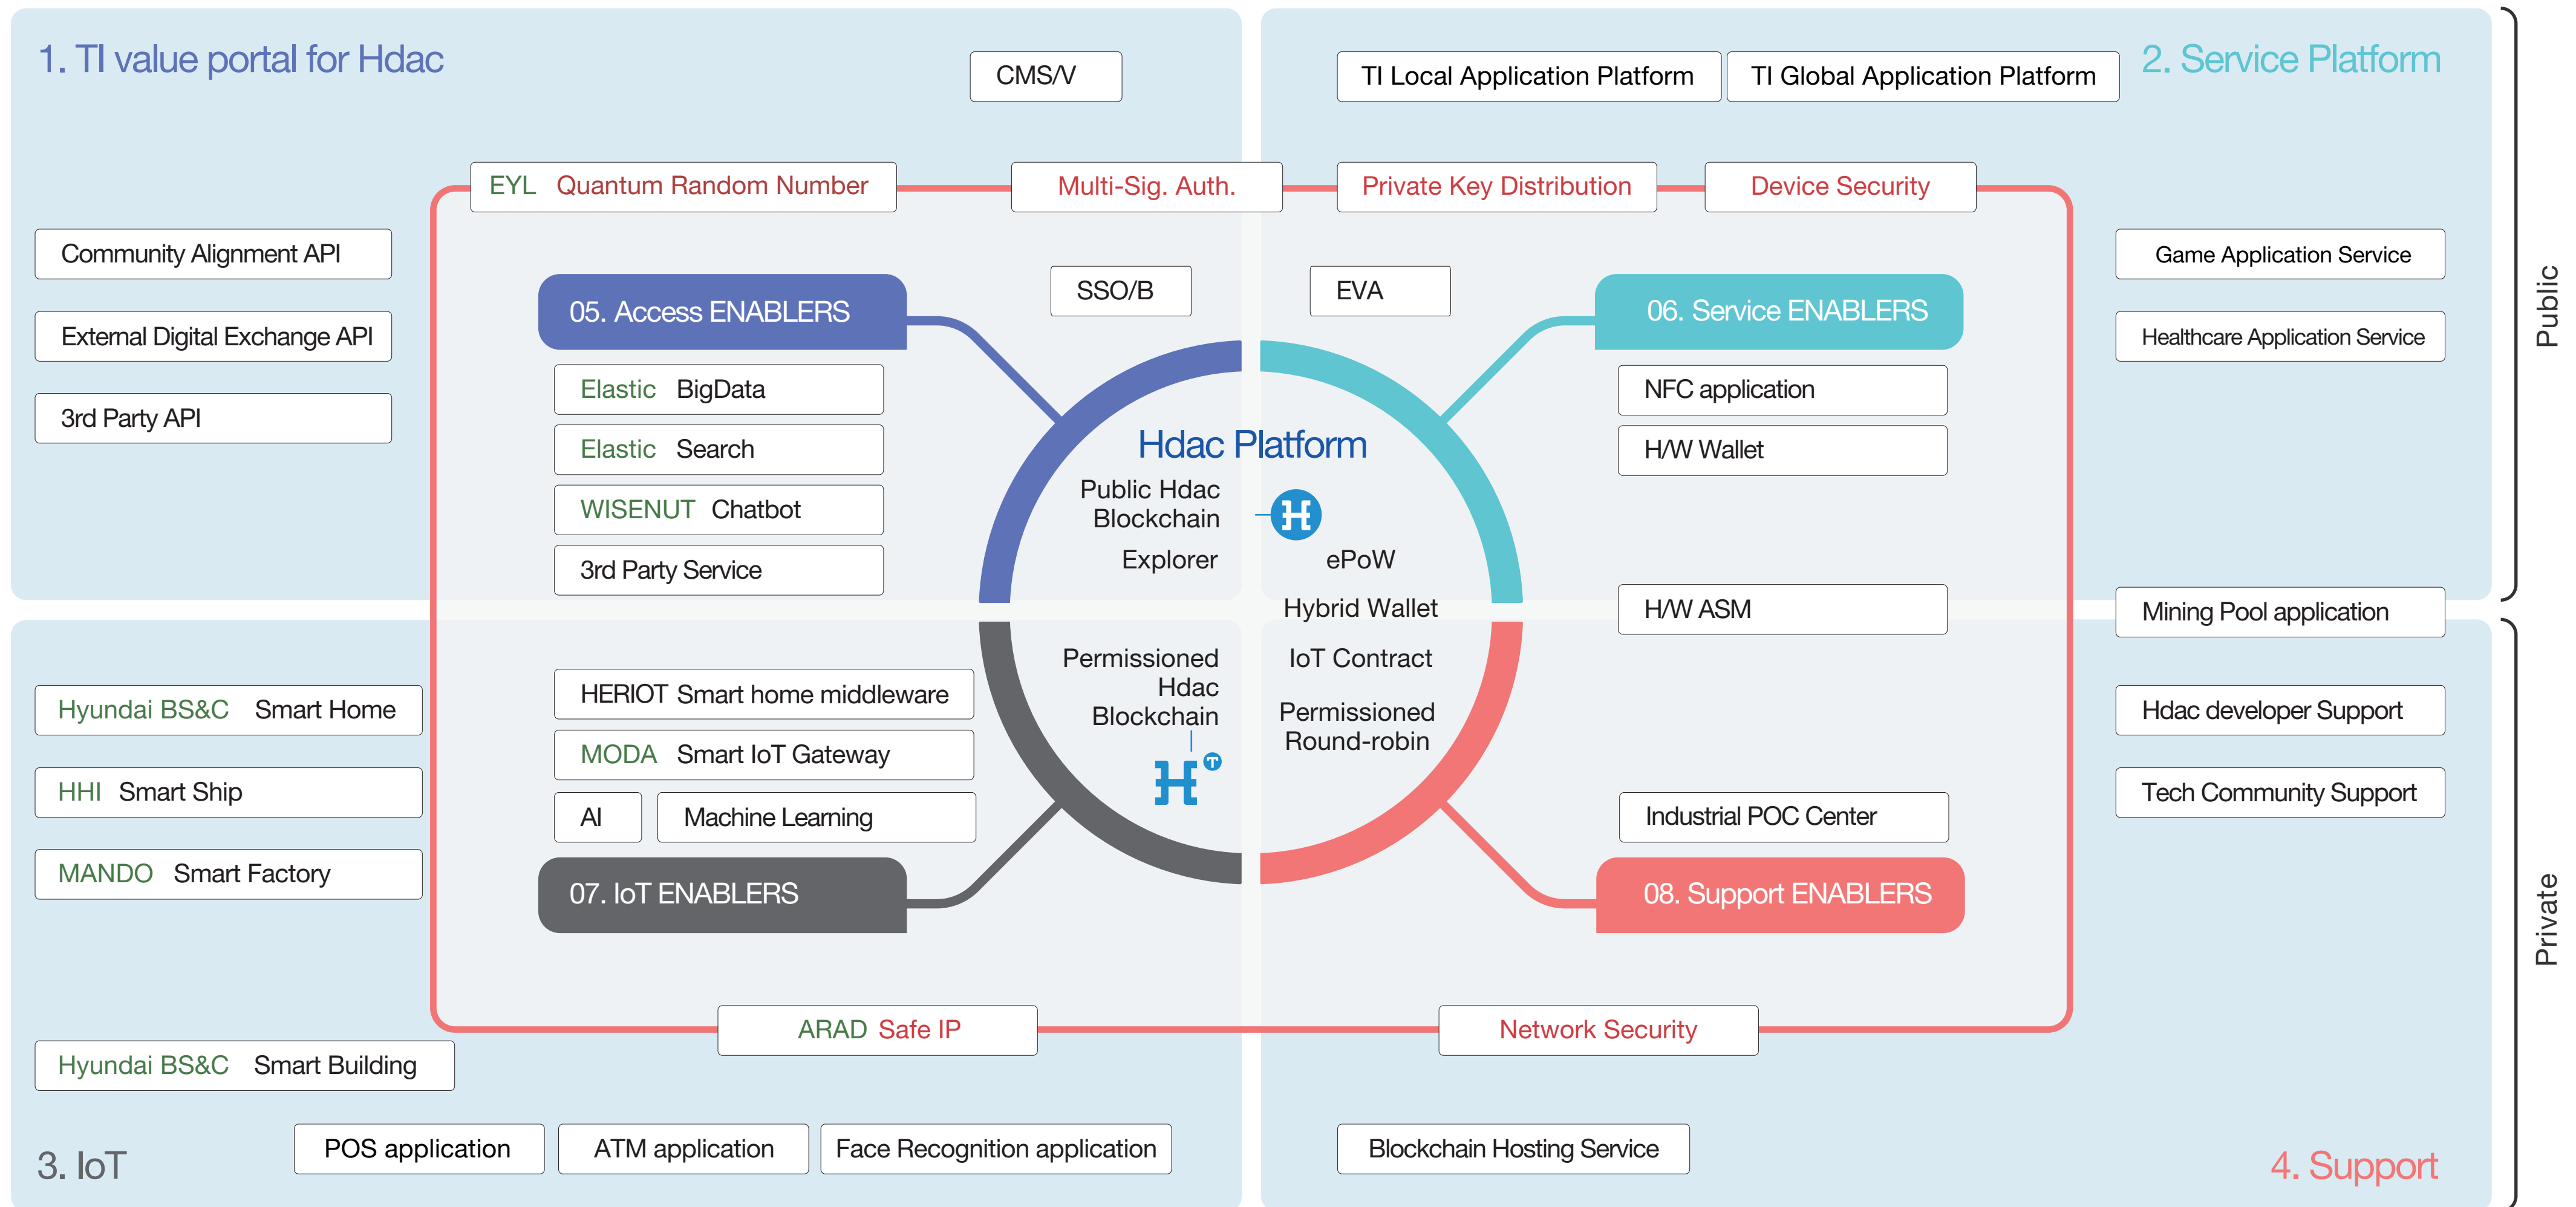 1. TI value portal for Hdac
CMS/V
TI Local Application Platform
TI Global Application Platform
2. Service Platform
EYL Quantum Random Number
Multi-Sig. Auth.
Private Key Distribution
Device Security
Community Alignment API
External Digital Exchange API
3rd Party API
05. Access ENABLERS
SSO/B
EVA
06. Service ENABLERS
Elastic BigData
Elastic Search
WISENUT Chatbot
3rd Party Service
NFC application
H/W Wallet
H/W ASM
Game Application Service
Healthcare Application Service
Mining Pool application
Public
Hdac Platform
Public Hdac
Blockchain
Explorer
ePoW
Hybrid Wallet
Permissioned
Hdac
Blockchain
T
IoT Contract
Permissioned
Round-robin
Hyundai BS&C Smart Home
HHI Smart Ship
MANDO Smart Factory
HERIOT Smart home middleware
MODA Smart IoT Gateway
AI
Machine Learning
07. IoT ENABLERS
Industrial POC Center
08. Support ENABLERS
Hdac developer Support
Tech Community Support
Private
ARAD Safe IP
Network Security
Hyundai BS&C Smart Building
3. IoT
POS application
ATM application
Face Recognition application
Blockchain Hosting Service
4. Support